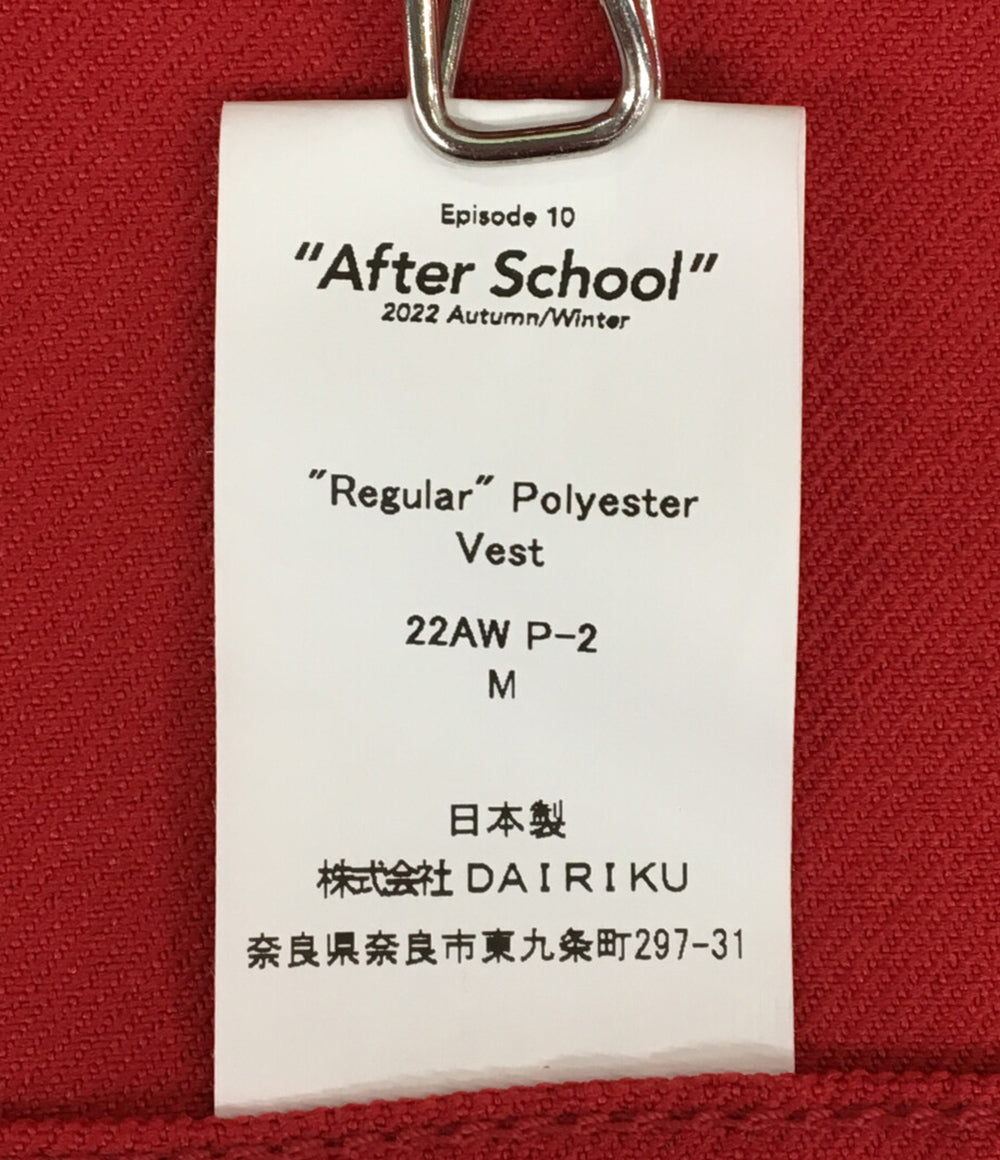 Episode 10
"After School"
2022 Autumn/Winter
"Regular" Polyester
Vest
22AW P-2
M
日本製
株式会社 DAIRIKU
奈良県奈良市東九条町297-31